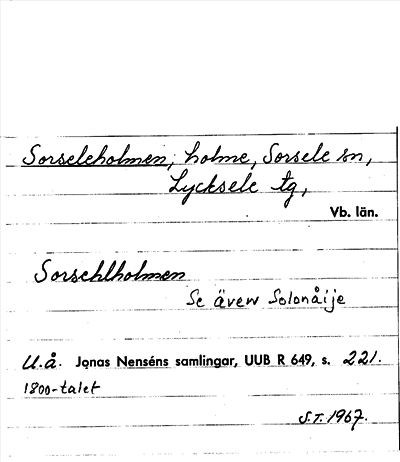 Sorseleholmen, holme, Sorsele sn,
Lycksele tg,
Vb. län.
Sorsehlholmen
Se även Solonåije
U.å. Jonas Nenséns samlingar, UUB R 649, s. 221.
1800-talet
S.T. 1967.